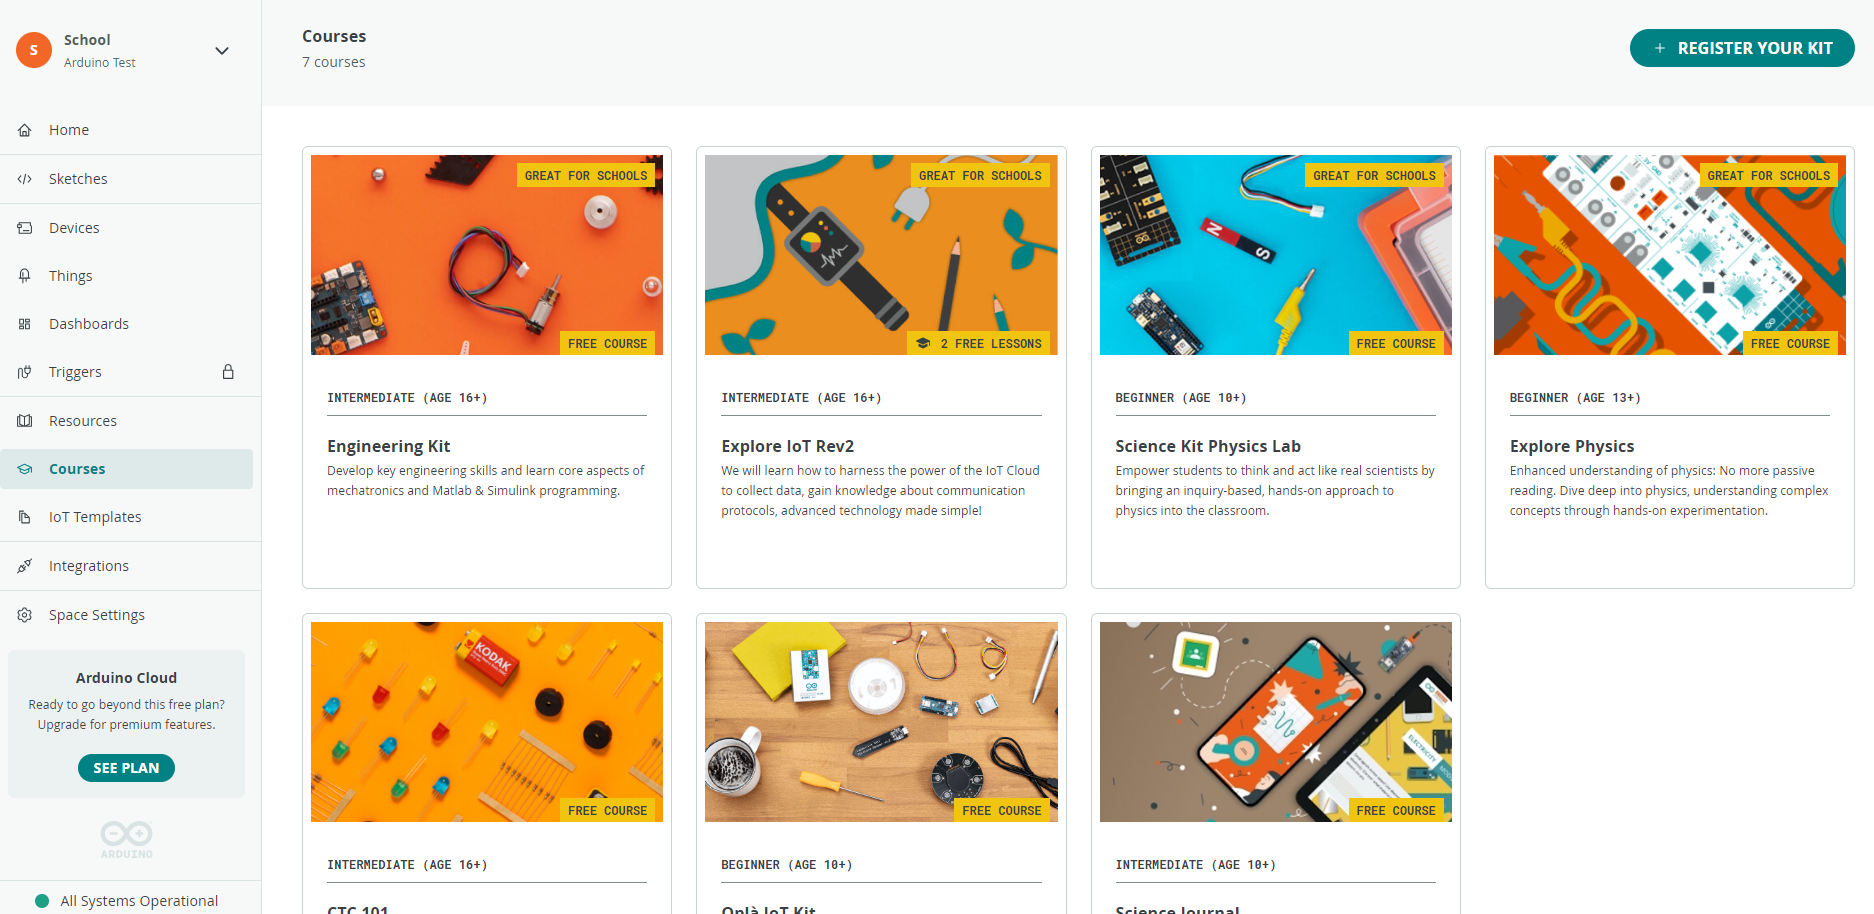 S
School
Arduino Test
Home
Sketches
Devices
Things
Dashboards
Triggers
Resources
Courses
IoT Templates
Integrations
Space Settings
Arduino Cloud
Ready to go beyond this free plan?
Upgrade for premium features.
SEE PLAN
ARDUINO
All Systems Operational
Courses
7 courses
+ REGISTER YOUR KIT
GREAT FOR SCHOOLS
FREE COURSE
INTERMEDIATE (AGE 16+)
Engineering Kit
Develop key engineering skills and learn core aspects of
mechatronics and Matlab & Simulink programming.
GREAT FOR SCHOOLS
2 FREE LESSONS
INTERMEDIATE (AGE 16+)
Explore IoT Rev2
We will learn how to harness the power of the IoT Cloud
to collect data, gain knowledge about communication
protocols, advanced technology made simple!
GREAT FOR SCHOOLS
N
S
FREE COURSE
BEGINNER (AGE 10+)
Science Kit Physics Lab
Empower students to think and act like real scientists by
bringing an inquiry-based, hands-on approach to
physics into the classroom.
GREAT FOR SCHOOLS
FREE COURSE
BEGINNER (AGE 13+)
Explore Physics
Enhanced understanding of physics: No more passive
reading. Dive deep into physics, understanding complex
concepts through hands-on experimentation.
KODAK
FREE COURSE
INTERMEDIATE (AGE 16+)
CTC 101
FREE COURSE
BEGINNER (AGE 10+)
Oplà IoT Kit
ELECTRICITY
FREE COURSE
INTERMEDIATE (AGE 10+)
Science Journal